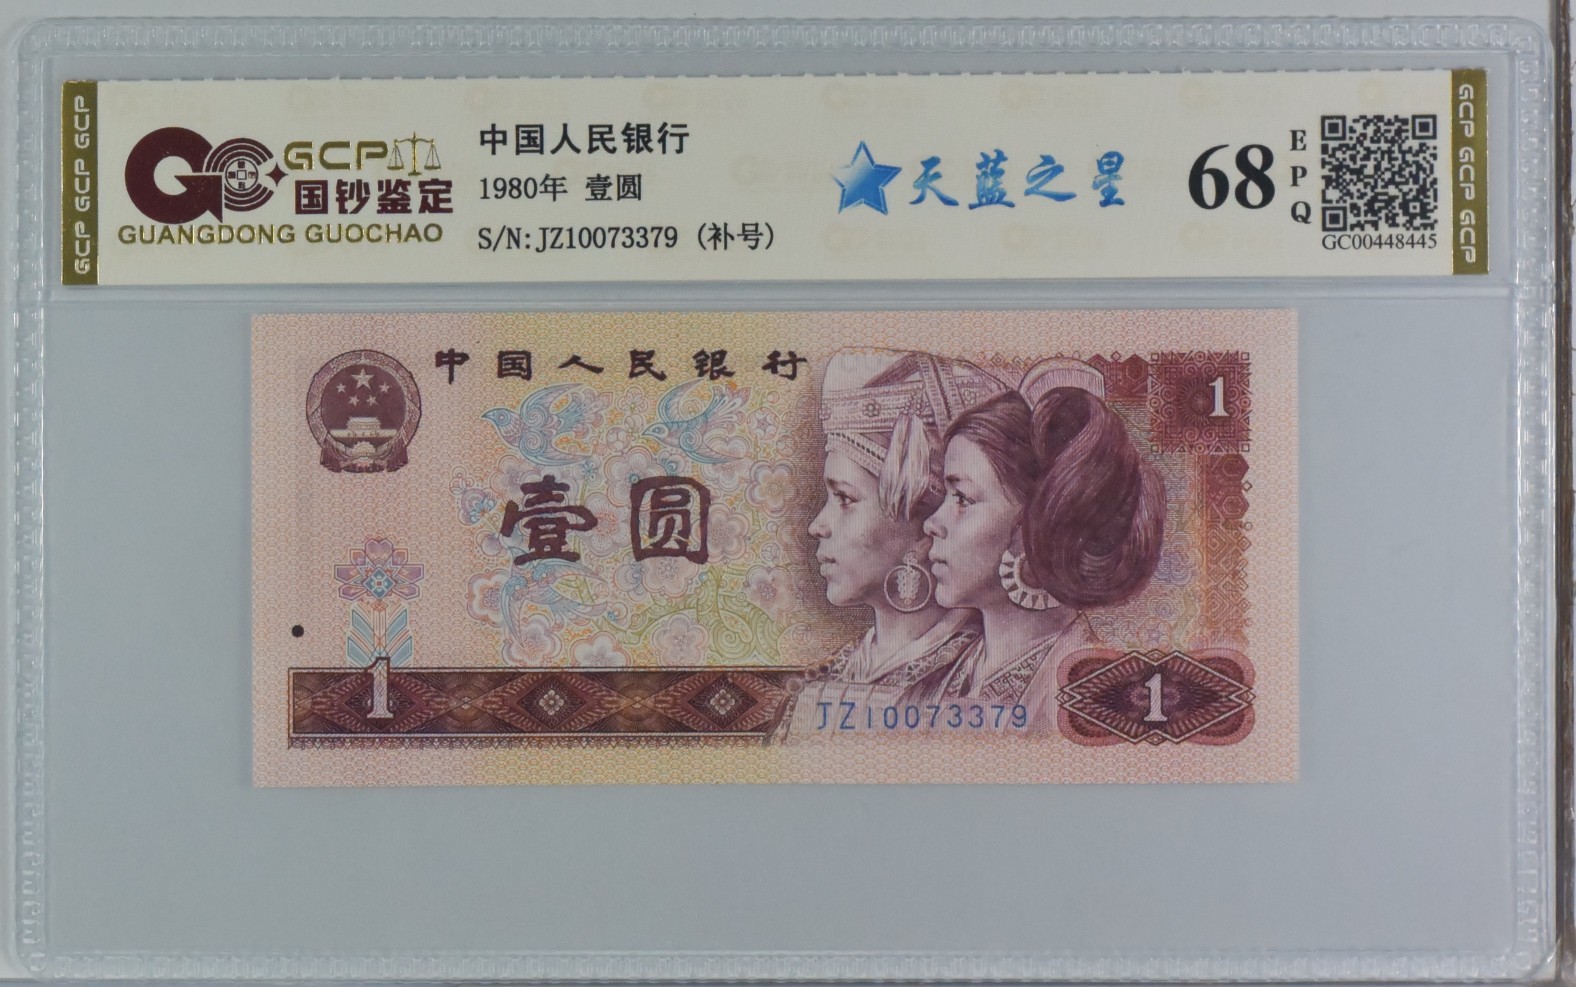 GCP GCP GCP
GCP
国钞鉴定
GUANGDONG GUOCHAO
中国人民银行
1980年 壹圆
S/N:JZ10073379 (补号)
天蓝之星
68
EPQ
GC00448445
GCP GCP GCP
中国人民银行
1
壹圆
1
JZ10073379
1